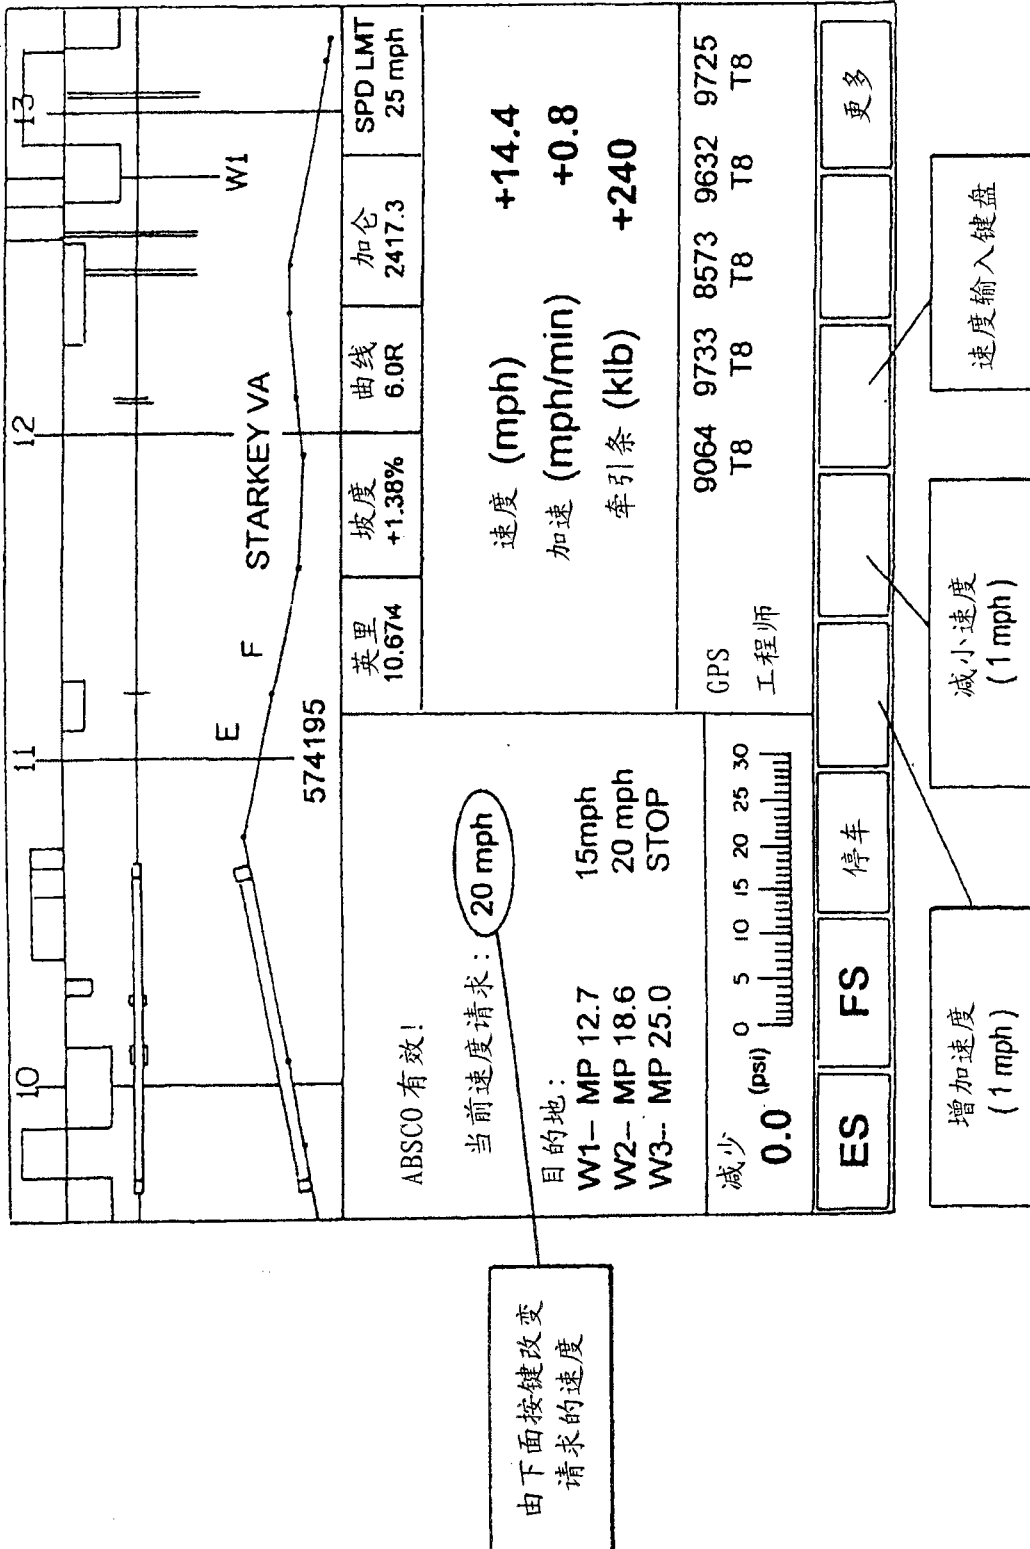 10 11 12 13
W1
STARKEY VA
E F
574195
英里 坡度 曲线 加仑 SPD LMT
10.674 +1.38% 6.0R 2417.3 25 mph
ABSCO 有效!
当前速度请求: 20 mph
目的地:
W1-- MP 12.7 15mph
W2-- MP 18.6 20 mph
W3-- MP 25.0 STOP
速度 (mph) +14.4
加速 (mph/min) +0.8
牵引条 (klb) +240
减少 (psi)
0.0
0 5 10 15 20 25 30
GPS 9064 9733 8573 9632 9725
工程师 T8 T8 T8 T8 T8
ES FS 停车 更多
由下面按键改变
请求的速度
增加速度
(1 mph)
减小速度
(1 mph)
速度输入键盘